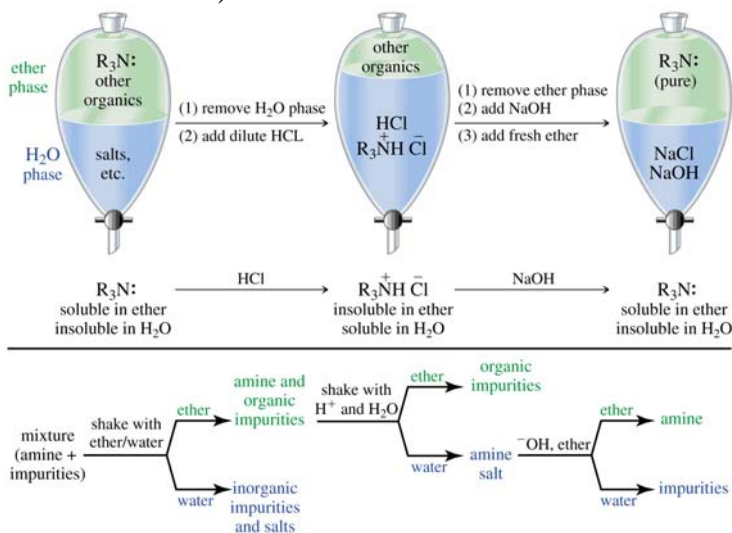 ether
phase
R3N:
other
organics
H2O
phase
salts,
etc.
(1) remove H2O phase
(2) add dilute HCL
other
organics
HCl
R3N+H Cl−
(1) remove ether phase
(2) add NaOH
(3) add fresh ether
R3N:
(pure)
NaCl
NaOH
R3N:
soluble in ether
insoluble in H2O
HCl
R3N+H Cl−
insoluble in ether
soluble in H2O
NaOH
R3N:
soluble in ether
insoluble in H2O
mixture
(amine +
impurities)
shake with
ether/water
ether
amine and
organic
impurities
water
inorganic
impurities
and salts
shake with
H+ and H2O
ether
organic
impurities
water
amine
salt
−OH, ether
ether
amine
water
impurities